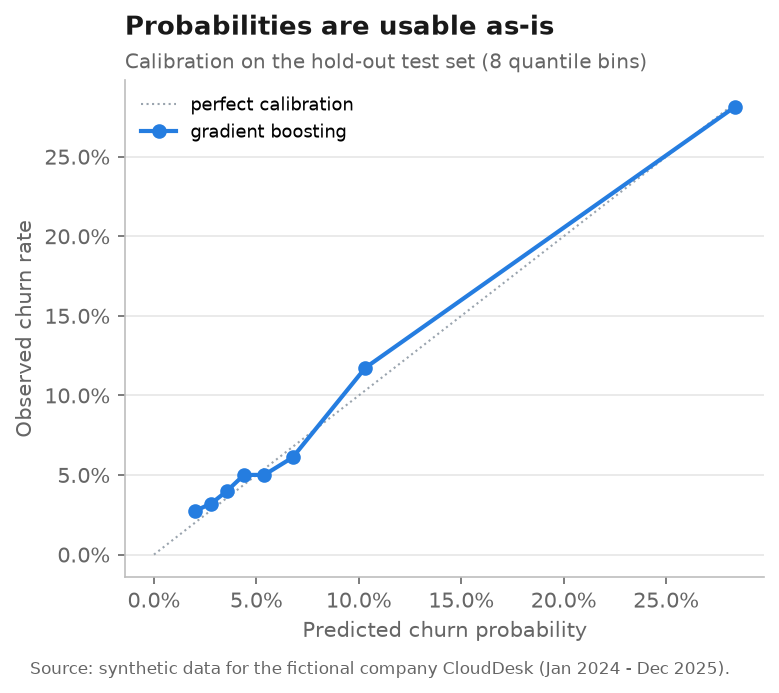 Probabilities are usable as-is
Calibration on the hold-out test set (8 quantile bins)
perfect calibration
gradient boosting
Observed churn rate
25.0%
20.0%
15.0%
10.0%
5.0%
0.0%
0.0% 5.0% 10.0% 15.0% 20.0% 25.0%
Predicted churn probability
Source: synthetic data for the fictional company CloudDesk (Jan 2024 - Dec 2025).